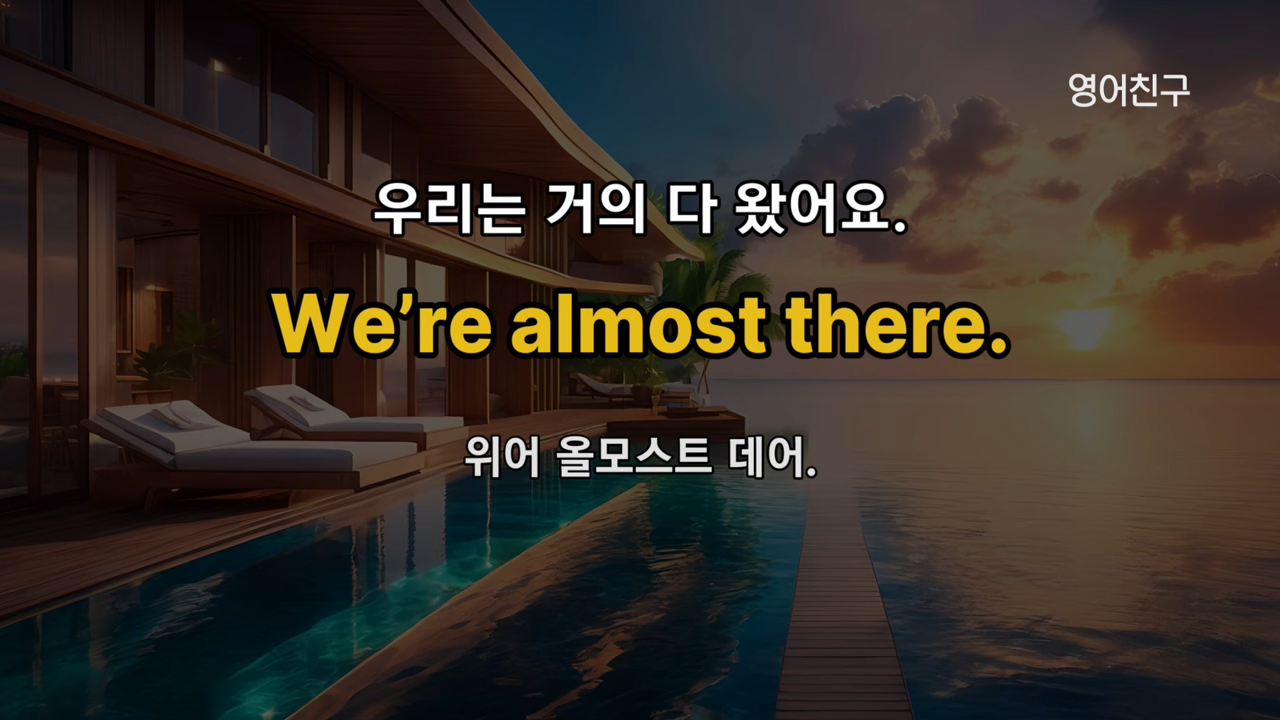 영어친구
우리는 거의 다 왔어요.
We’re almost there.
위어 올모스트 데어.